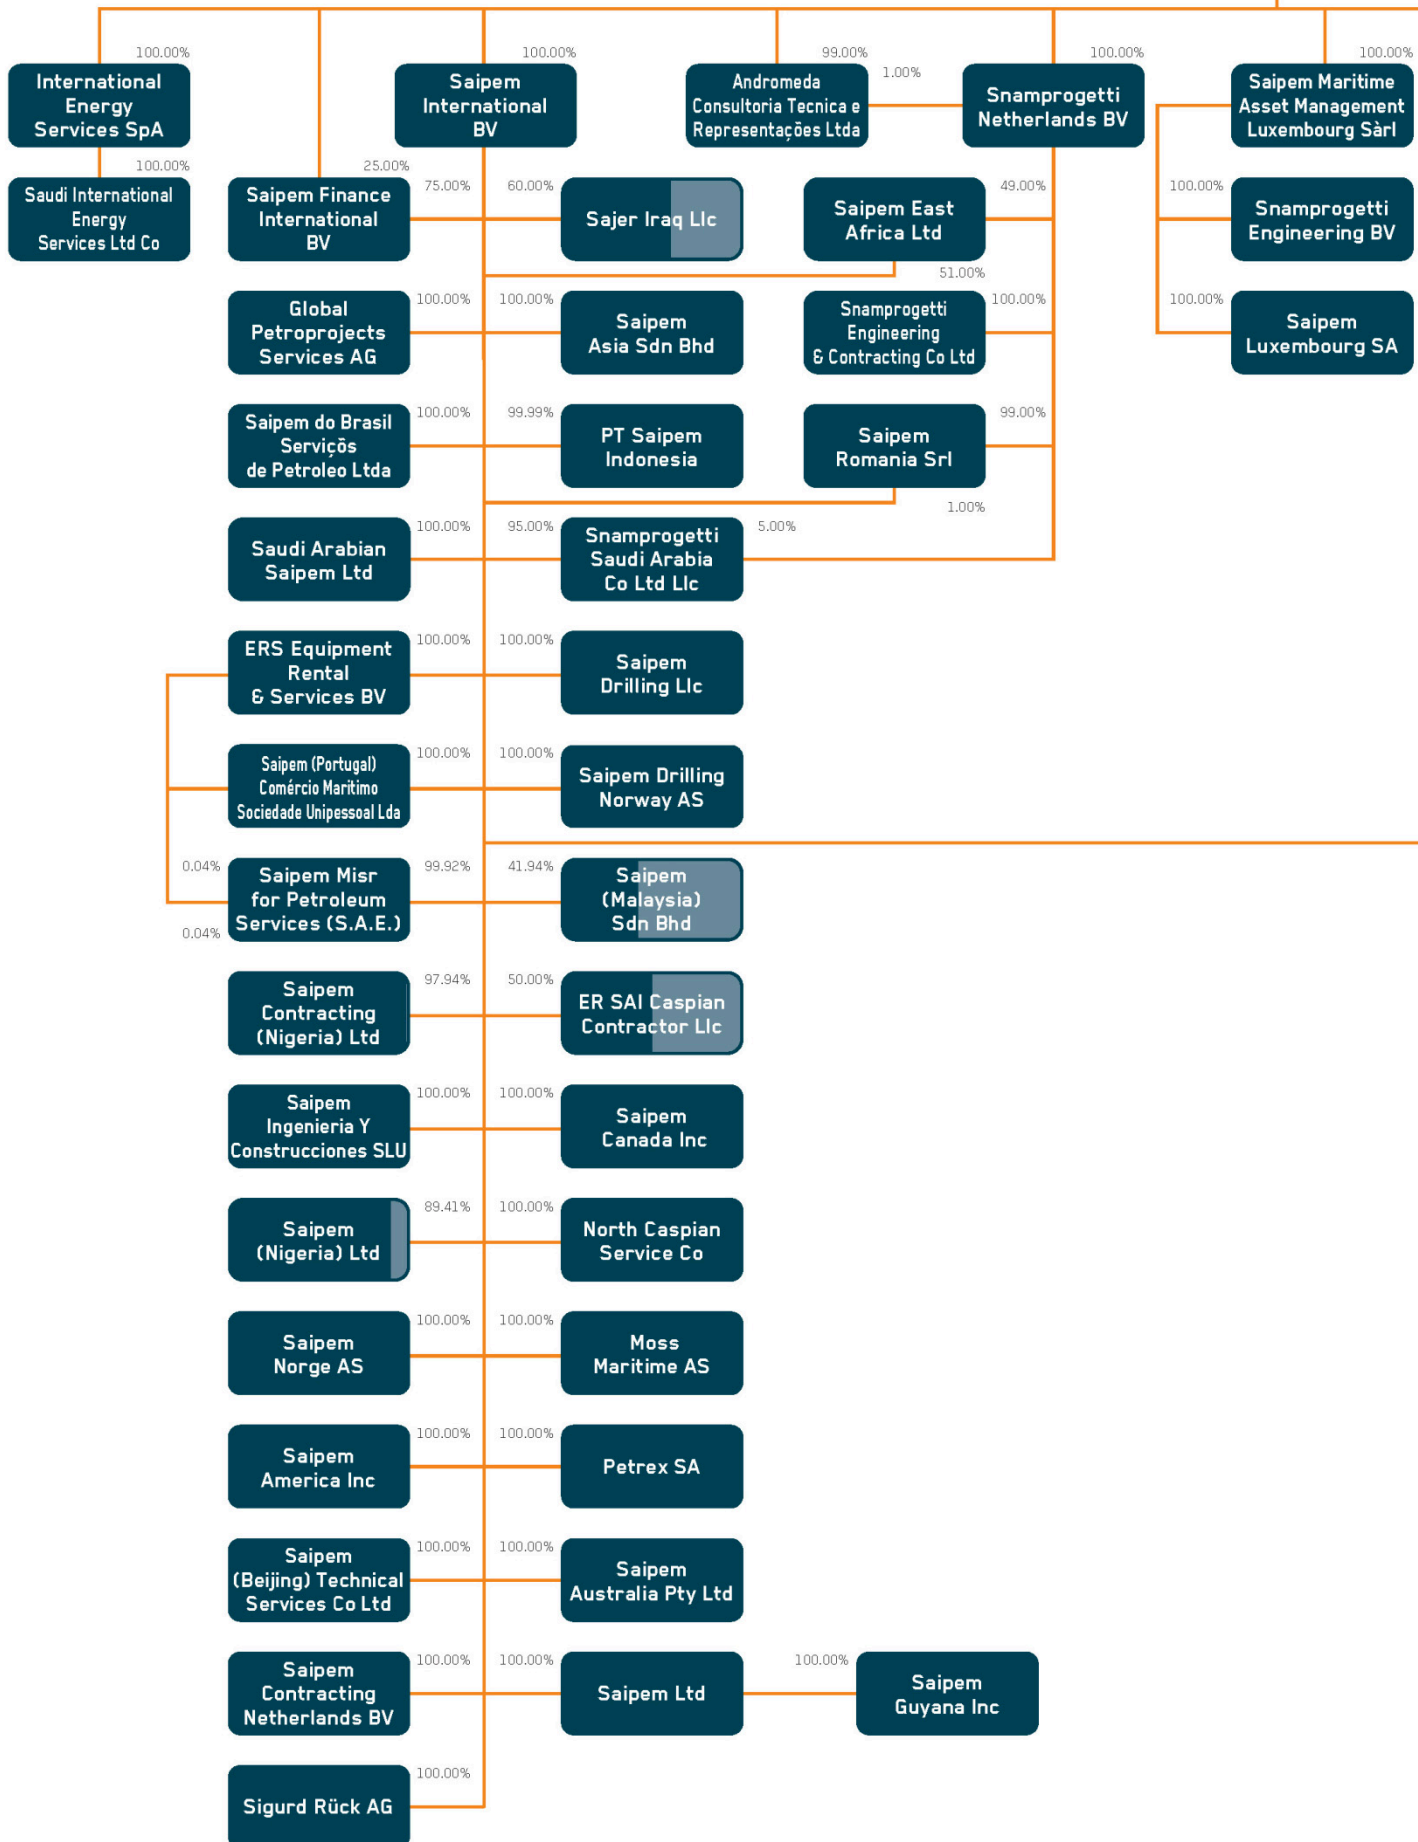 100.00%
100.00%
99.00%
1.00%
100.00%
100.00%
International
Energy
Services SpA
Saipem
International
BV
Andromeda
Consultoria Tecnica e
Representações Ltda
Snamprogetti
Netherlands BV
Saipem Maritime
Asset Management
Luxembourg Sàrl
100.00%
25.00%
75.00%
60.00%
49.00%
100.00%
Saudi International
Energy
Services Ltd Co
Saipem Finance
International
BV
Sajer Iraq Llc
Saipem East
Africa Ltd
Snamprogetti
Engineering BV
51.00%
100.00%
100.00%
100.00%
100.00%
Global
Petroprojects
Services AG
Saipem
Asia Sdn Bhd
Snamprogetti
Engineering
& Contracting Co Ltd
Saipem
Luxembourg SA
100.00%
99.99%
99.00%
Saipem do Brasil
Serviçõs
de Petroleo Ltda
PT Saipem
Indonesia
Saipem
Romania Srl
1.00%
100.00%
95.00%
5.00%
Saudi Arabian
Saipem Ltd
Snamprogetti
Saudi Arabia
Co Ltd Llc
100.00%
100.00%
ERS Equipment
Rental
& Services BV
Saipem
Drilling Llc
100.00%
100.00%
Saipem (Portugal)
Comércio Maritimo
Sociedade Unipessoal Lda
Saipem Drilling
Norway AS
0.04%
99.92%
41.94%
Saipem Misr
for Petroleum
Services (S.A.E.)
Saipem
(Malaysia)
Sdn Bhd
0.04%
97.94%
50.00%
Saipem
Contracting
(Nigeria) Ltd
ER SAI Caspian
Contractor Llc
100.00%
100.00%
Saipem
Ingenieria Y
Construcciones SLU
Saipem
Canada Inc
89.41%
100.00%
Saipem
(Nigeria) Ltd
North Caspian
Service Co
100.00%
100.00%
Saipem
Norge AS
Moss
Maritime AS
100.00%
100.00%
Saipem
America Inc
Petrex SA
100.00%
100.00%
Saipem
(Beijing) Technical
Services Co Ltd
Saipem
Australia Pty Ltd
100.00%
100.00%
100.00%
Saipem
Contracting
Netherlands BV
Saipem Ltd
Saipem
Guyana Inc
100.00%
Sigurd Rück AG